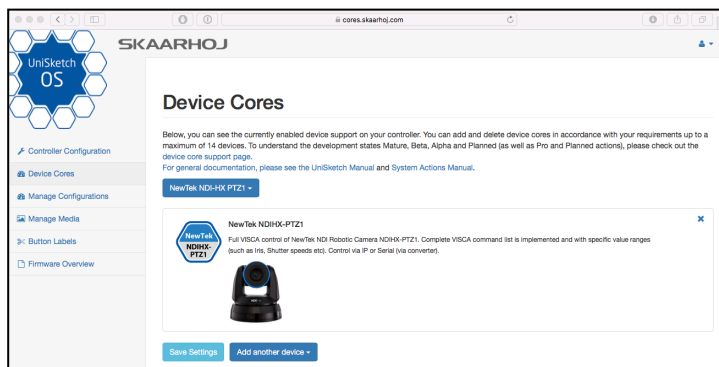 cores.skaarhoj.com
UniSketch
OS
SKAARHOJ
Device Cores
Below, you can see the currently enabled device support on your controller. You can add and delete device cores in accordance with your requirements up to a
maximum of 14 devices. To understand the development states Mature, Beta, Alpha and Planned (as well as Pro and Planned actions), please check out the
device core support page.
For general documentation, please see the UniSketch Manual and System Actions Manual.
Controller Configuration
Device Cores
Manage Configurations
Manage Media
Button Labels
Firmware Overview
NewTek NDI-HX PTZ1
NewTek
NDIHX-
PTZ1
NewTek NDIHX-PTZ1
Full VISCA control of NewTek NDI Robotic Camera NDIHX-PTZ1. Complete VISCA command list is implemented and with specific value ranges
(such as Iris, Shutter speeds etc). Control via IP or Serial (via converter).
Save Settings
Add another device